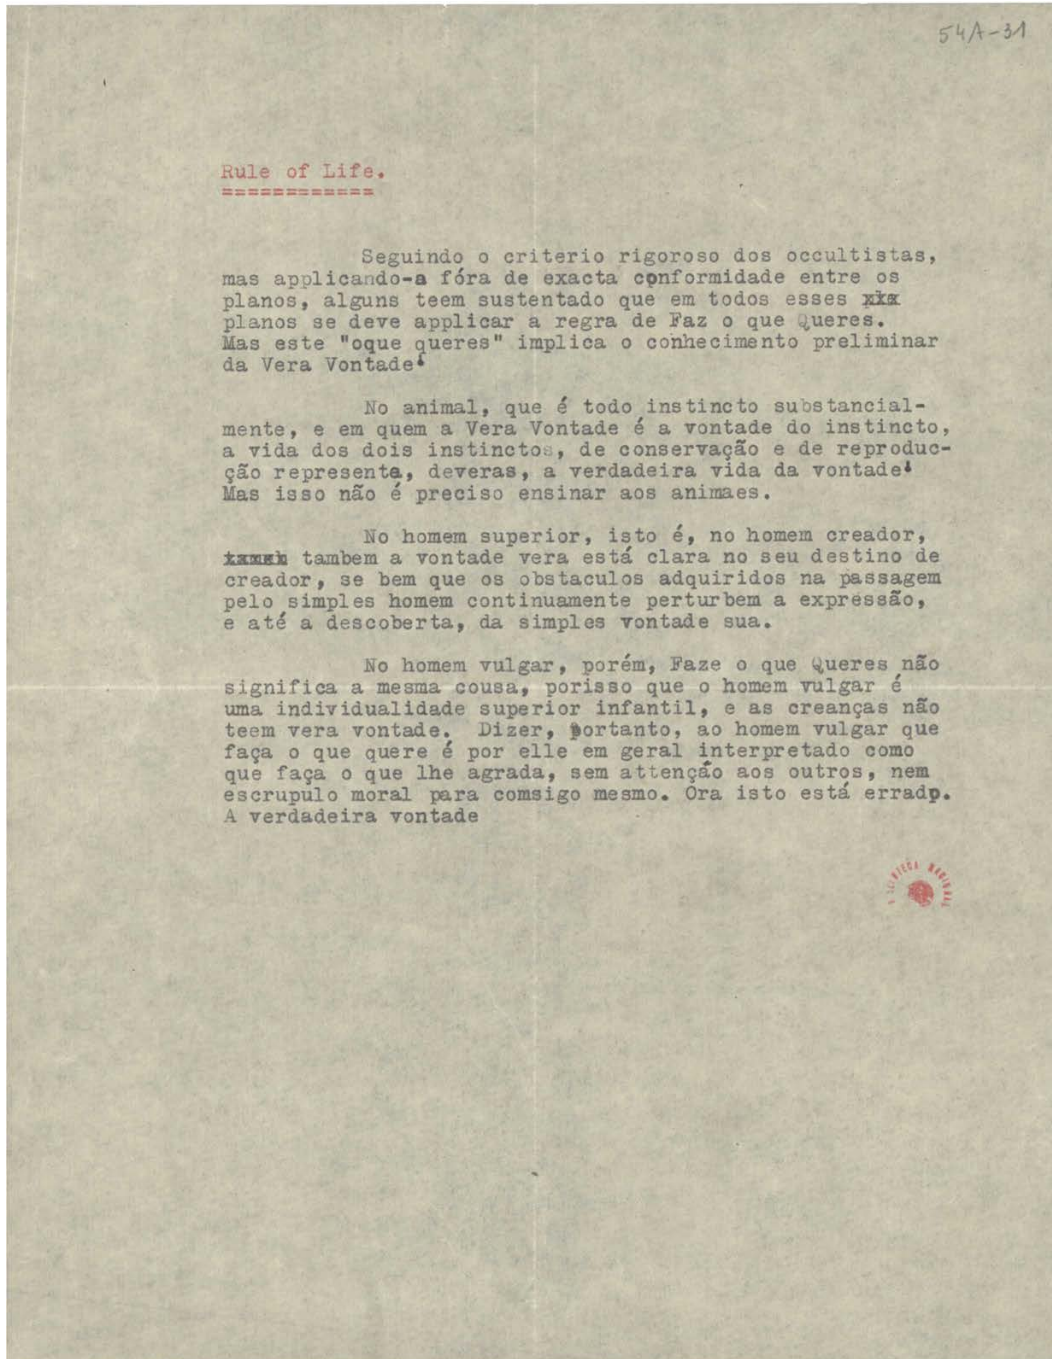 54A-31
Rule of Life.
============
Seguindo o criterio rigoroso dos occultistas,
mas applicando-a fóra de exacta conformidade entre os
planos, alguns teem sustentado que em todos esses
planos se deve applicar a regra de Faz o que Queres.
Mas este "oque queres" implica o conhecimento preliminar
da Vera Vontade.
No animal, que é todo instincto substancial-
mente, e em quem a Vera Vontade é a vontade do instincto,
a vida dos dois instinctos, de conservação e de reproduc-
ção representa, deveras, a verdadeira vida da vontade.
Mas isso não é preciso ensinar aos animaes.
No homem superior, isto é, no homem creador,
tambem a vontade vera está clara no seu destino de
creador, se bem que os obstaculos adquiridos na passagem
pelo simples homem continuamente perturbem a expressão,
e até a descoberta, da simples vontade sua.
No homem vulgar, porém, Faze o que Queres não
significa a mesma cousa, porisso que o homem vulgar é
uma individualidade superior infantil, e as creanças não
teem vera vontade. Dizer, portanto, ao homem vulgar que
faça o que quere é por elle em geral interpretado como
que faça o que lhe agrada, sem attenção aos outros, nem
escrupulo moral para comsigo mesmo. Ora isto está errado.
A verdadeira vontade